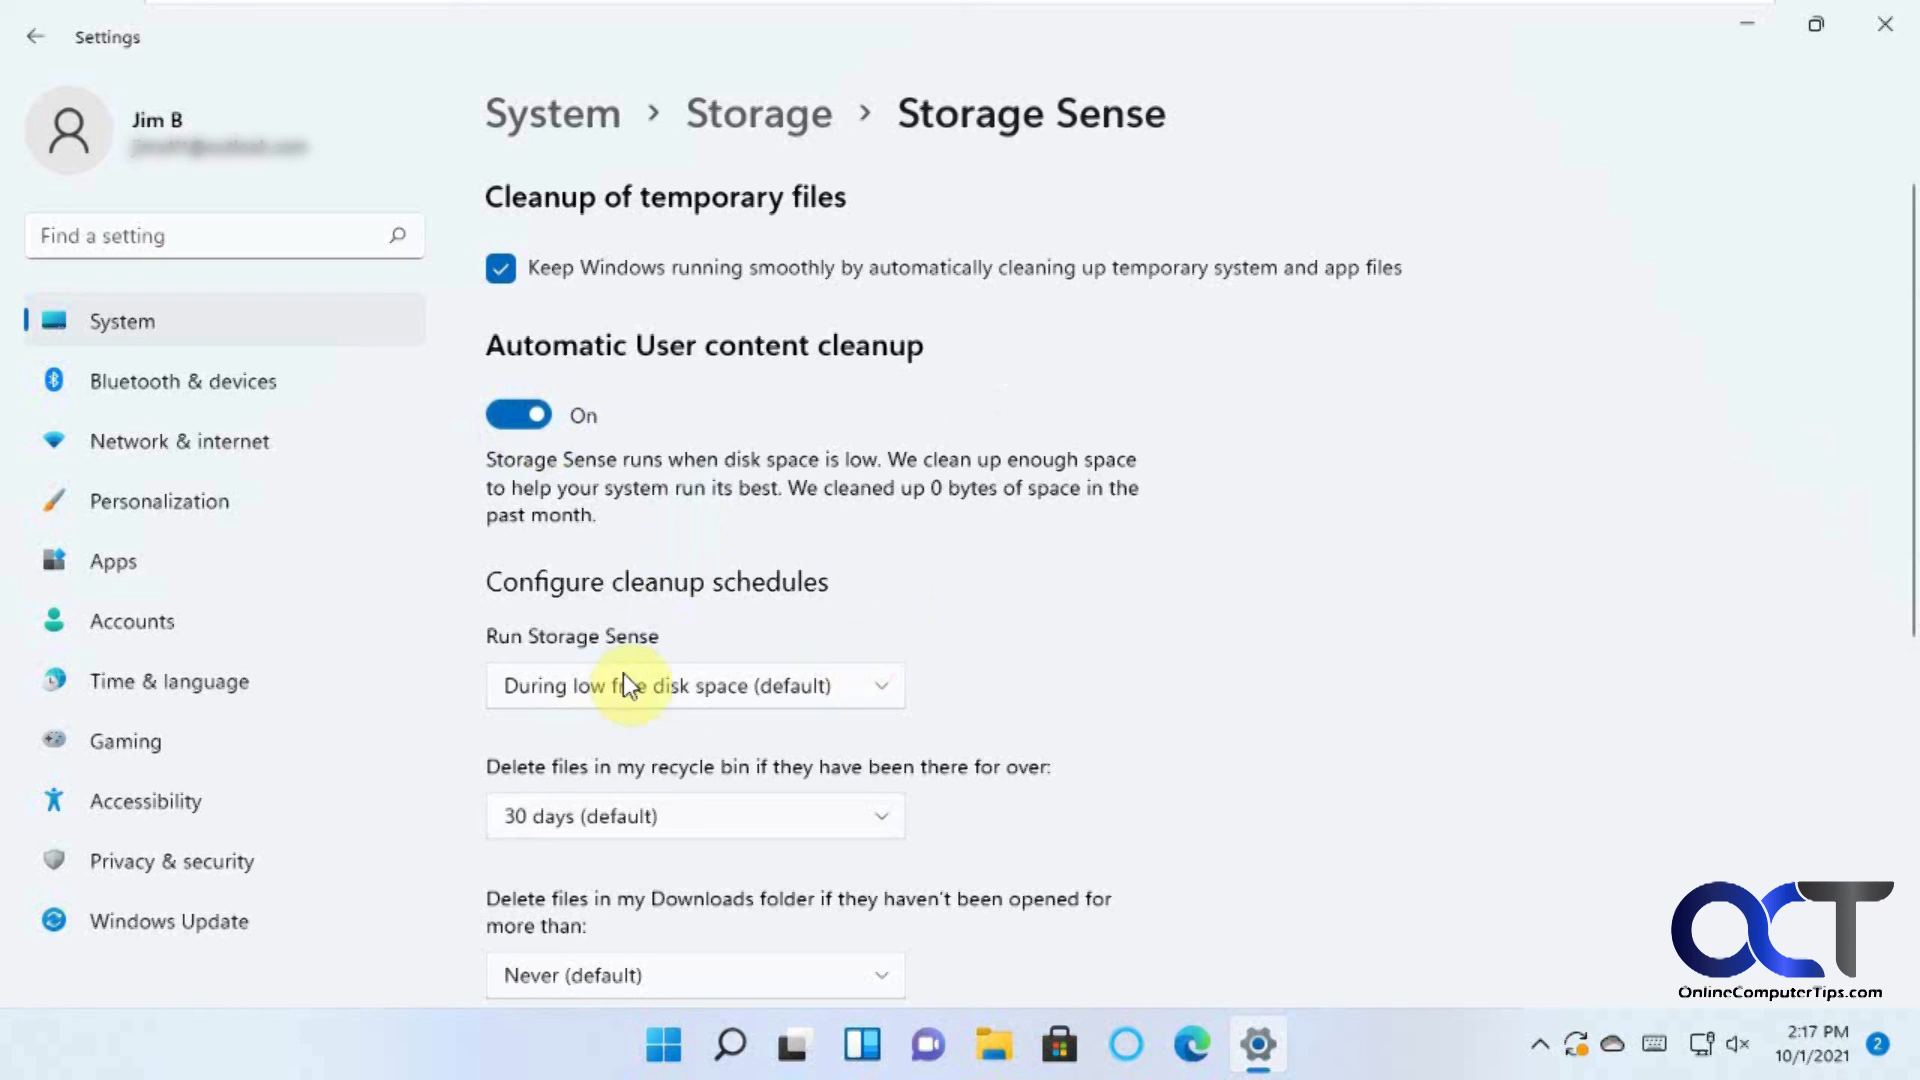 Settings
Jim B
Find a setting
System
Bluetooth & devices
Network & internet
Personalization
Apps
Accounts
Time & language
Gaming
Accessibility
Privacy & security
Windows Update
System > Storage > Storage Sense
Cleanup of temporary files
Keep Windows running smoothly by automatically cleaning up temporary system and app files
Automatic User content cleanup
On
Storage Sense runs when disk space is low. We clean up enough space
to help your system run its best. We cleaned up 0 bytes of space in the
past month.
Configure cleanup schedules
Run Storage Sense
During low free disk space (default)
Delete files in my recycle bin if they have been there for over:
30 days (default)
Delete files in my Downloads folder if they haven't been opened for
more than:
Never (default)
OCT
OnlineComputerTips.com
2:17 PM
10/1/2021
2